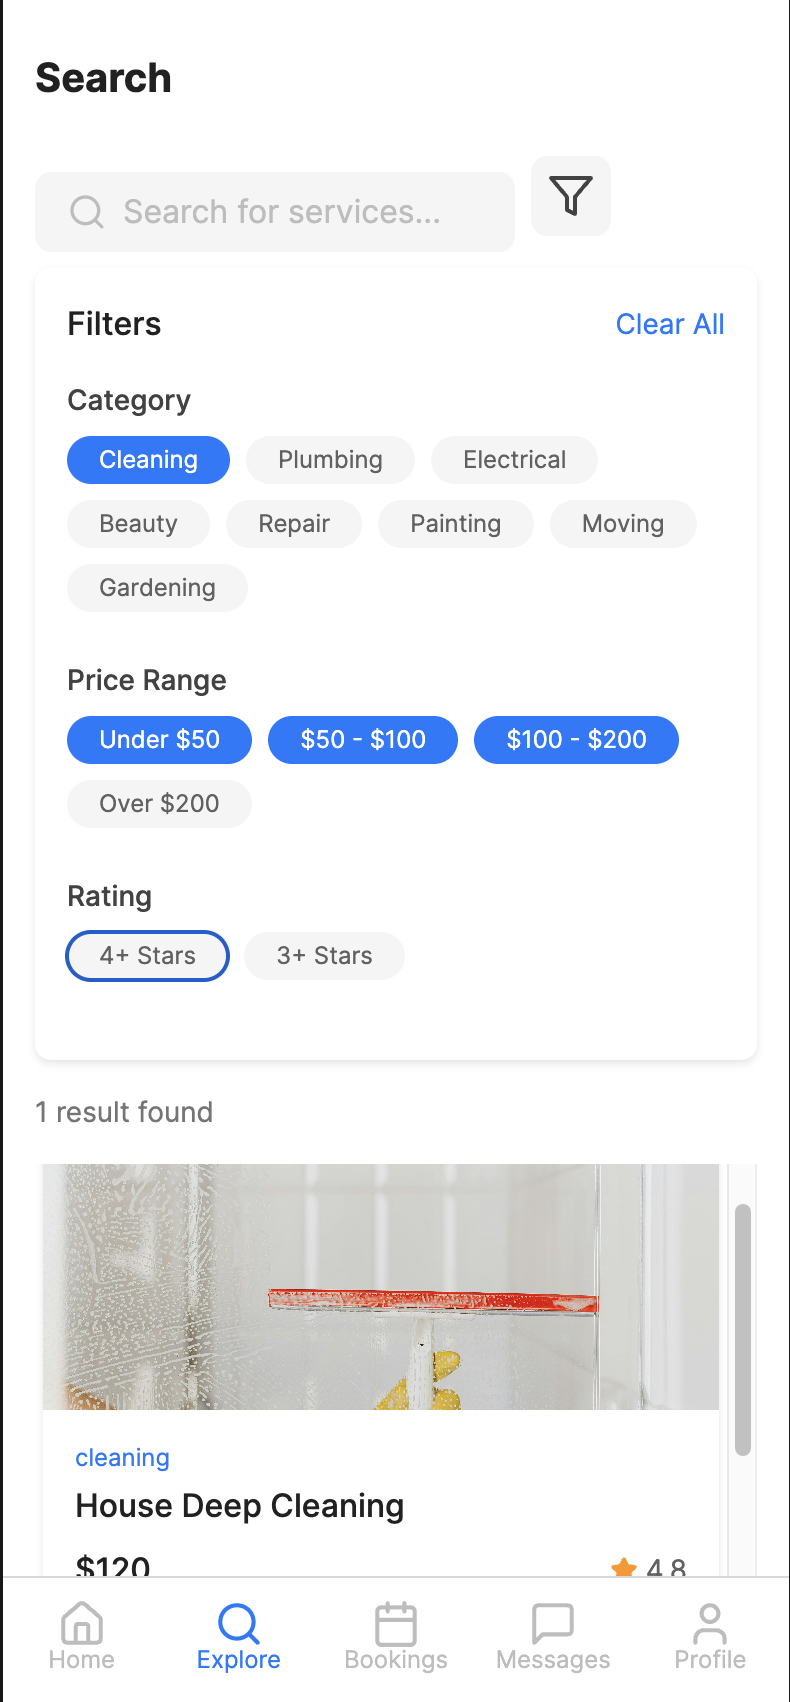 Search
Search for services...
Filters Clear All
Category
Cleaning Plumbing Electrical
Beauty Repair Painting Moving
Gardening
Price Range
Under $50 $50 - $100 $100 - $200
Over $200
Rating
4+ Stars 3+ Stars
1 result found
cleaning
House Deep Cleaning
$120 4.8
Home Explore Bookings Messages Profile